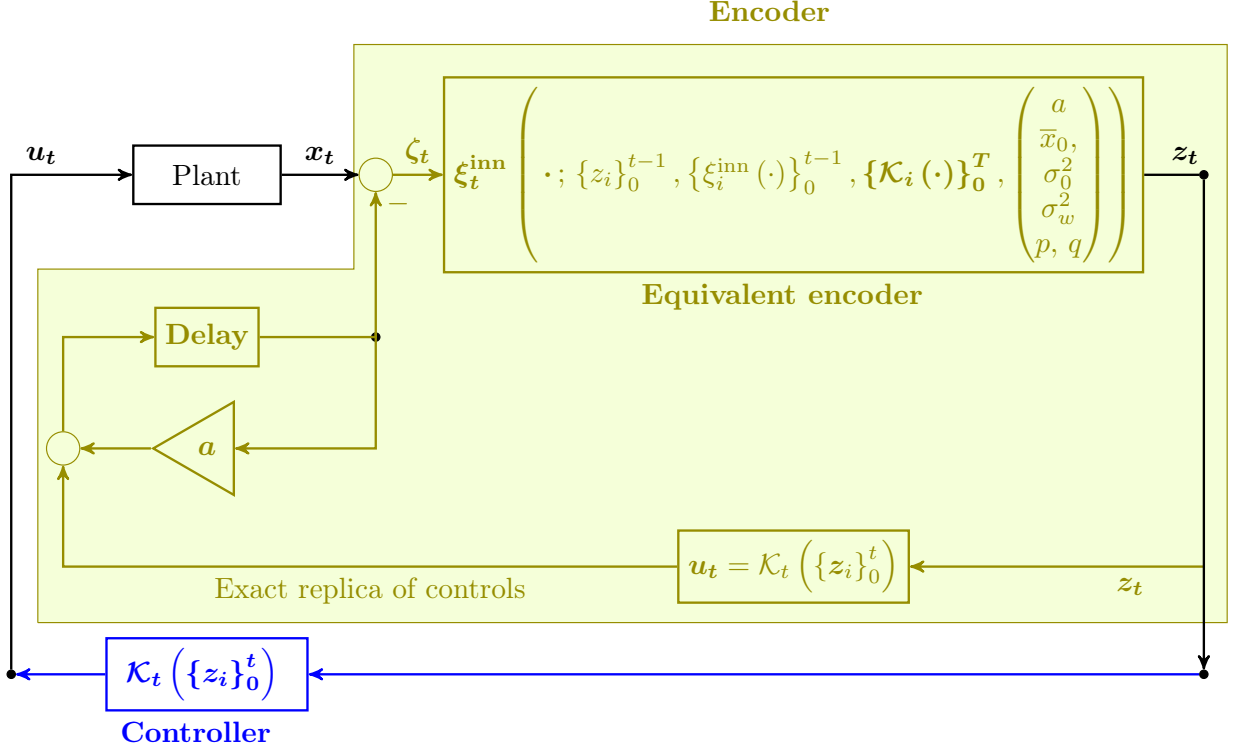 Encoder
u_t
Plant
x_t
ζ_t
−
ξ_t^inn ( · ; {z_i}_0^{t−1} , {ξ_i^inn (·)}_0^{t−1} , {𝒦_i (·)}_0^T , ( a
x̅_0,
σ_0^2
σ_w^2
p, q ) )
z_t
Equivalent encoder
Delay
a
u_t = 𝒦_t ( {z_i}_0^t )
Exact replica of controls
z_t
𝒦_t ( {z_i}_0^t )
Controller